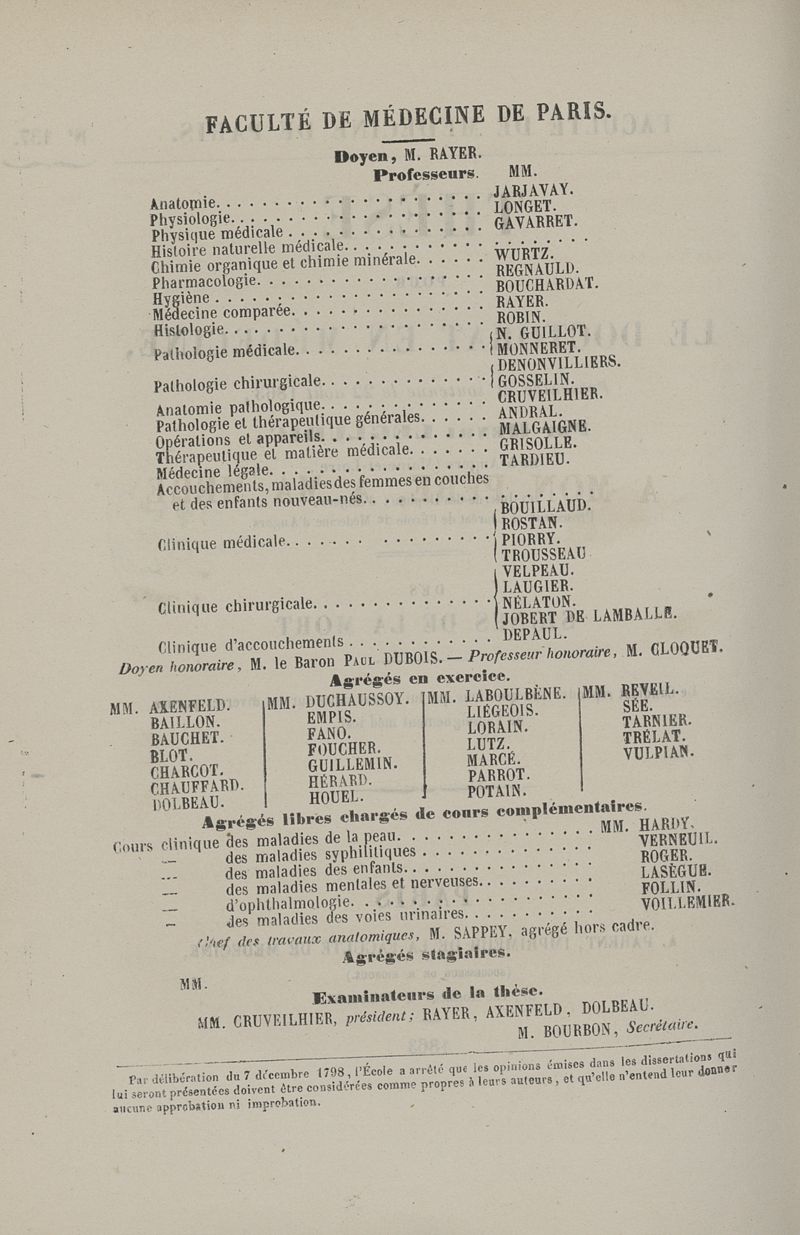 FACULTÉ DE MÉDECINE DE PARIS.
Doyen, M. RAYER.
Professeurs. MM.
Anatomie. . . . . . . . . . . . . . . . . . . . . . JARJAVAY.
Physiologie. . . . . . . . . . . . . . . . . . . . . LONGET.
Physique médicale . . . . . . . . . . . . . . . . . GAVARRET.
Histoire naturelle médicale. . . . . . . . . . . . . . . . . . . .
Chimie organique et chimie minérale. . . . . . WURTZ.
Pharmacologie. . . . . . . . . . . . . . . . . . . REGNAULD.
Hygiène . . . . . . . . . . . . . . . . . . . . . . BOUCHARDAT.
Médecine comparée. . . . . . . . . . . . . . . . RAYER.
Histologie. . . . . . . . . . . . . . . . . . . . . . ROBIN.
Pathologie médicale. . . . . . . . . . . . . . . . . { N. GUILLOT.
MONNERET.
Pathologie chirurgicale. . . . . . . . . . . . . . . { DENONVILLIERS.
GOSSELIN.
Anatomie pathologique. . . . . . . . . . . . . . CRUVEILHIER.
Pathologie et thérapeutique générales. . . . . . ANDRAL.
Opérations et appareils. . . . . . . . . . . . . . . MALGAIGNE.
Thérapeutique et matière médicale. . . . . . . GRISOLLE.
Médecine légale. . . . . . . . . . . . . . . . . . . TARDIEU.
Accouchements, maladies des femmes en couches
et des enfants nouveau-nés. . . . . . . . . . . . . . . . . . .
Clinique médicale. . . . . . . . . . . . . . . . { BOUILLAUD.
ROSTAN.
PIORRY.
TROUSSEAU
Clinique chirurgicale. . . . . . . . . . . . . . . . { VELPEAU.
LAUGIER.
NÉLATON.
JOBERT DE LAMBALLE.
Clinique d'accouchements . . . . . . . . . . . . DEPAUL.
Doyen honoraire, M. le Baron PAUL DUBOIS. — Professeur honoraire, M. CLOQUET.
Agrégés en exercice.
MM. AXENFELD. | MM. DUCHAUSSOY. | MM. LABOULBÈNE. | MM. REVEIL.
BAILLON. | EMPIS. | LIÉGEOIS. | SÉE.
BAUCHET. | FANO. | LORAIN. | TARNIER.
BLOT. | FOUCHER. | LUTZ. | TRÉLAT.
CHARCOT. | GUILLEMIN. | MARCÉ. | VULPIAN.
CHAUFFARD. | HÉRARD. | PARROT.
DOLBEAU. | HOUEL. | POTAIN.
Agrégés libres chargés de cours complémentaires.
Cours clinique des maladies de la peau. . . . . . . . . . . . . . . . . MM. HARDY.
— des maladies syphilitiques . . . . . . . . . . . . . . . VERNEUIL.
— des maladies des enfants. . . . . . . . . . . . . . . . ROGER.
— des maladies mentales et nerveuses. . . . . . . . . . LASÈGUE.
— d'ophthalmologie. . . . . . . . . . . . . . . . . . . . . FOLLIN.
— des maladies des voies urinaires. . . . . . . . . . . VOILLEMIER.
Chef des travaux anatomiques, M. SAPPEY, agrégé hors cadre.
Agrégés stagiaires.
MM.
Examinateurs de la thèse.
MM. CRUVEILHIER, président; RAYER, AXENFELD, DOLBEAU.
M. BOURBON, Secrétaire.
Par délibération du 7 décembre 1798, l'École a arrêté que les opinions émises dans les dissertations qui
lui seront présentées doivent être considérées comme propres à leurs auteurs, et qu'elle n'entend leur donner
aucune approbation ni improbation.